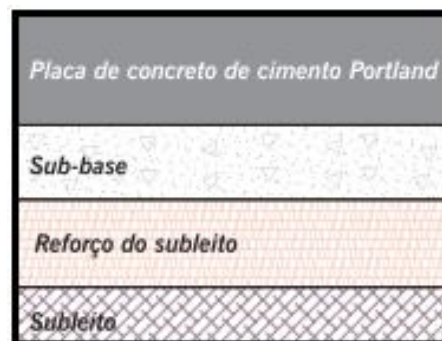 Placa de concreto de cimento Portland
Sub-base
Reforço do subleito
Subleito